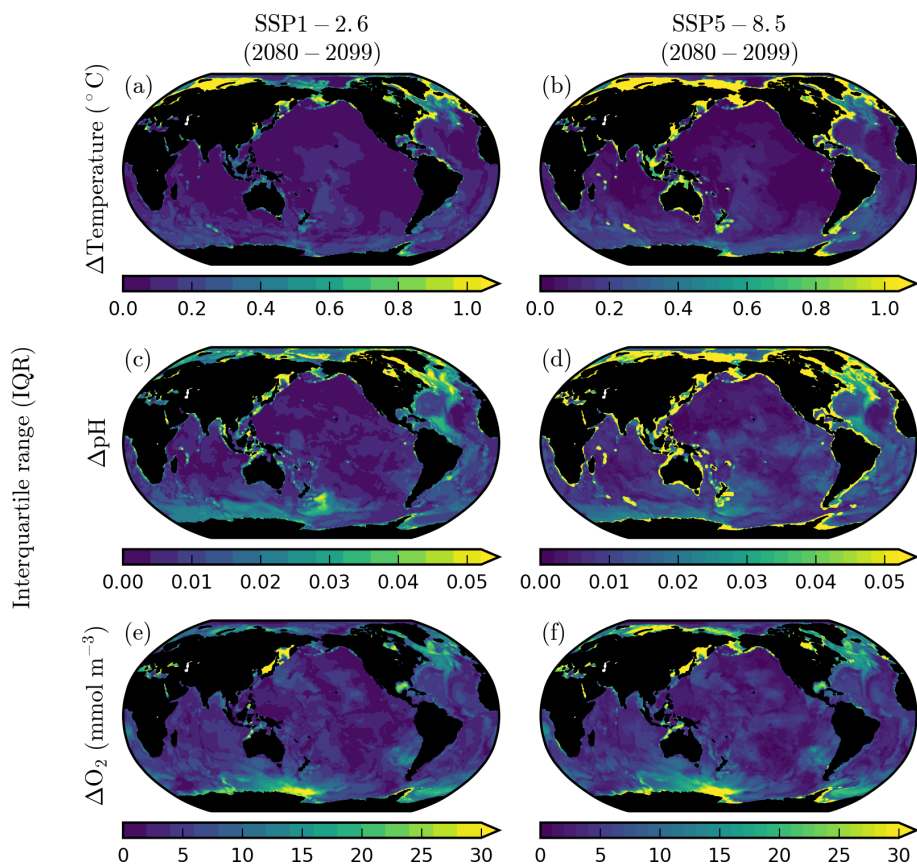 SSP1 − 2.6
(2080 − 2099)
SSP5 − 8.5
(2080 − 2099)
Interquartile range (IQR)
ΔTemperature (°C)
(a)
(b)
0.0 0.2 0.4 0.6 0.8 1.0
0.0 0.2 0.4 0.6 0.8 1.0
ΔpH
(c)
(d)
0.00 0.01 0.02 0.03 0.04 0.05
0.00 0.01 0.02 0.03 0.04 0.05
ΔO₂ (mmol m⁻³)
(e)
(f)
0 5 10 15 20 25 30
0 5 10 15 20 25 30